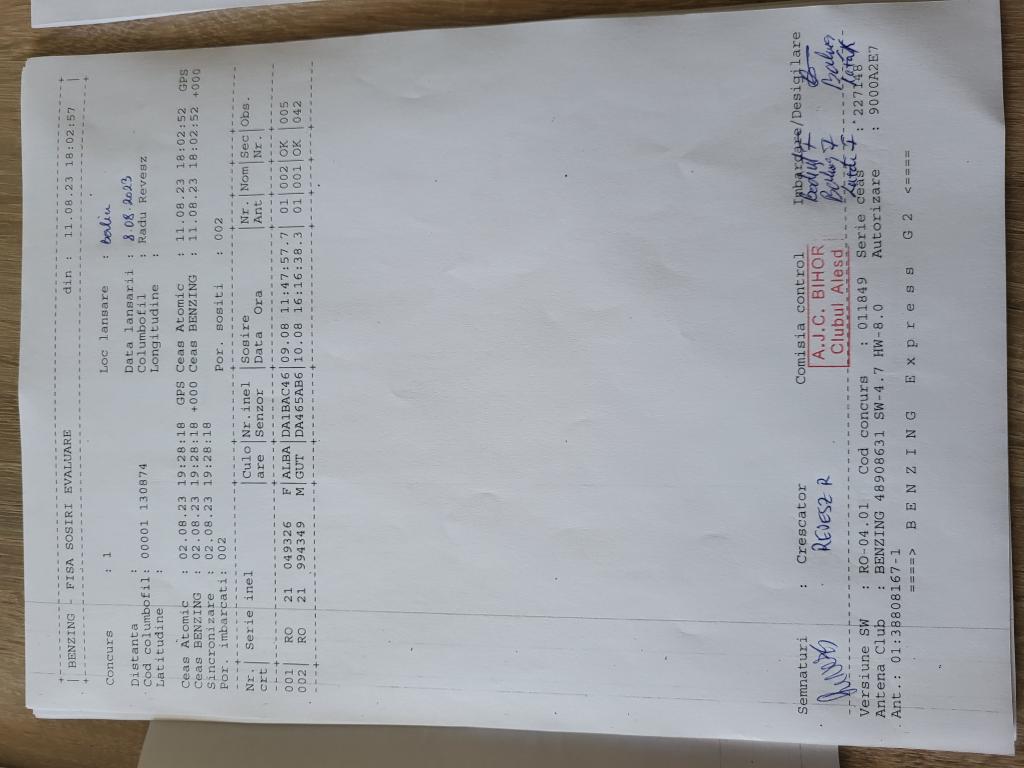 | BENZING - FISA SOSIRI EVALUARE din : 11.08.23 18:02:57 |
Concurs : 1 Loc lansare : Berlin
Distanta : Data lansarii : 8.08.2023
Cod columbofil: 00001 130874 Columbofil : Radu Revesz
Latitudine : Longitudine :
Ceas Atomic : 02.08.23 19:28:18 GPS Ceas Atomic : 11.08.23 18:02:52 GPS
Ceas BENZING : 02.08.23 19:28:18 +000 Ceas BENZING : 11.08.23 18:02:52 +000
Sincronizare : 02.08.23 19:28:18
Por. imbarcati: 002 Por. sositi : 002
Nr.| Serie inel |Culo|Nr.inel |Sosire |Nr. |Nom|Sec|Obs.
crt| |are |Senzor |Data Ora |Ant | |Nr.|
001| RO 21 049326 F|ALBA|DA1BAC46|09.08 11:47:57.7| 01|002|OK |005
002| RO 21 994349 M|GUT |DA465AB6|10.08 16:16:38.3| 01|001|OK |042
Semnaturi : Crescator Comisia control Imbarcare/Desigilare
REVESZ R
A.J.C. BIHOR
Clubul Alesd
Versiune SW : RO-04.01 Cod concurs : 011849 Serie ceas : 227148
Antena Club : BENZING 48908631 SW-4.7 HW-8.0 Autorizare : 9000A2E7
Ant.: 01:38808167-1
====> B E N Z I N G E x p r e s s G 2 <====